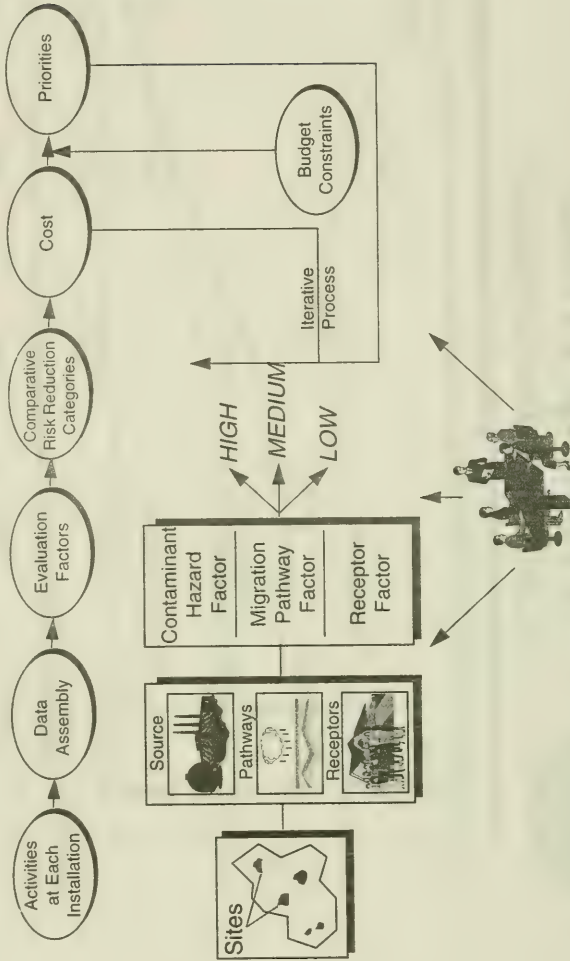 Activities
at Each
Installation
Data
Assembly
Evaluation
Factors
Comparative
Risk Reduction
Categories
Cost
Priorities
Budget
Constraints
Iterative
Process
Sites
Source
Pathways
Receptors
Contaminant
Hazard
Factor
Migration
Pathway
Factor
Receptor
Factor
HIGH
MEDIUM
LOW